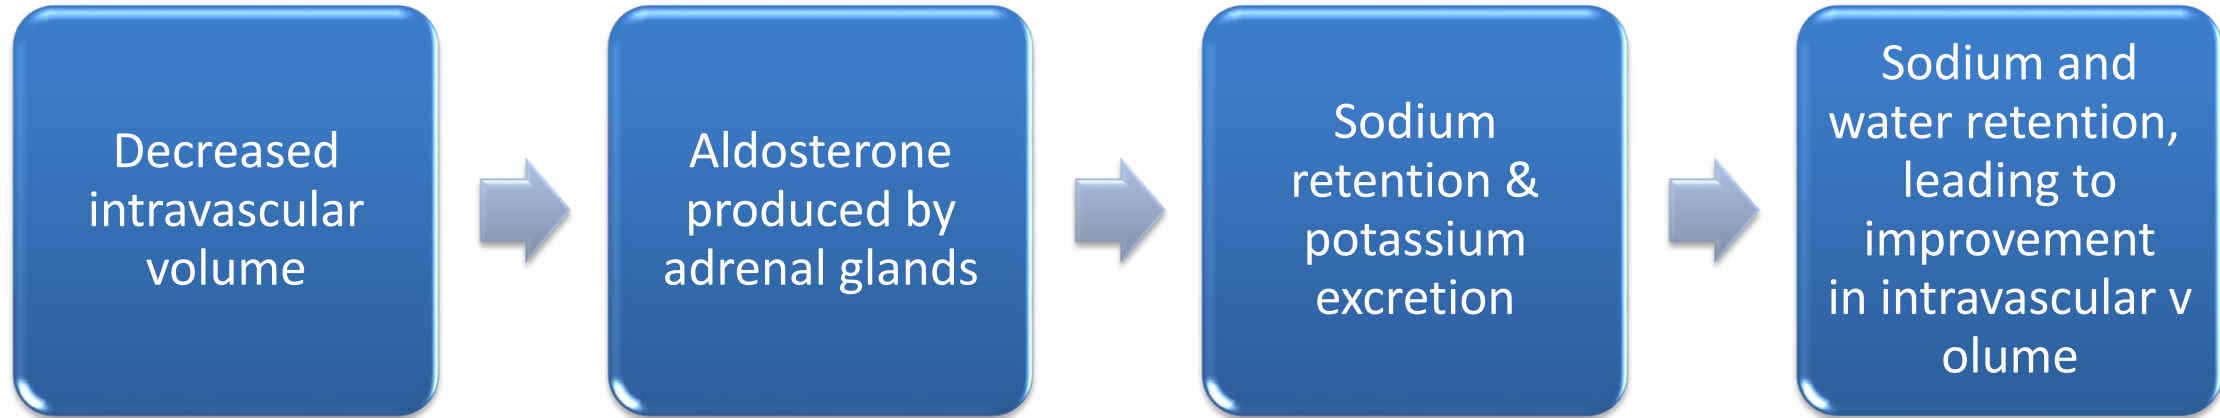 Decreased
intravascular
volume
Aldosterone
produced by
adrenal glands
Sodium
retention &
potassium
excretion
Sodium and
water retention,
leading to
improvement
in intravascular v
olume